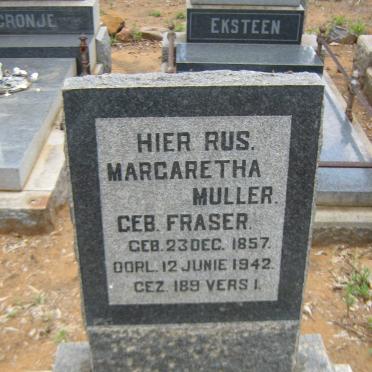 CRONJE
EKSTEEN
HIER RUS.
MARGARETHA
MULLER.
GEB. FRASER.
GEB. 23 DEC. 1857.
OORL. 12 JUNIE 1942.
GEZ. 189 VERS 1.